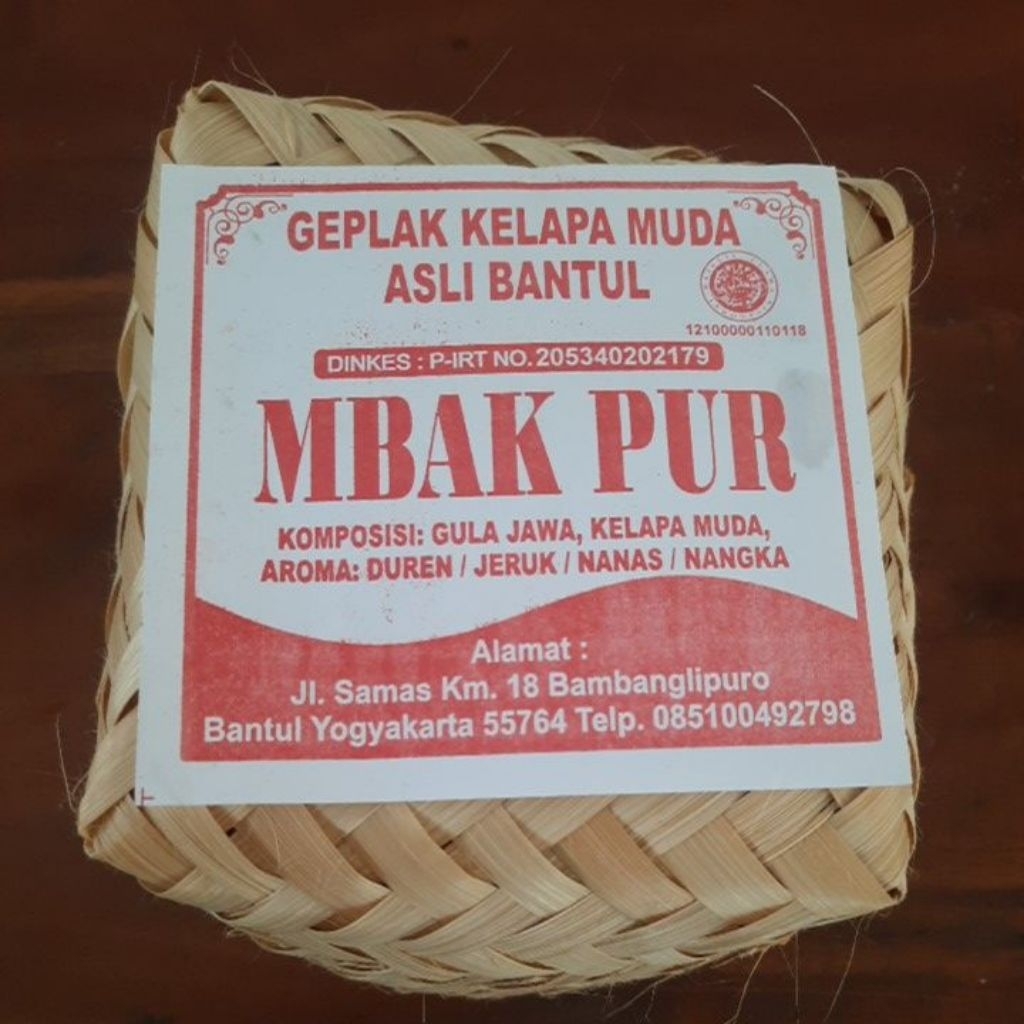 GEPLAK KELAPA MUDA
ASLI BANTUL
12100000110118
DINKES : P-IRT NO. 205340202179
MBAK PUR
KOMPOSISI: GULA JAWA, KELAPA MUDA,
AROMA: DUREN / JERUK / NANAS / NANGKA
Alamat :
Jl. Samas Km. 18 Bambanglipuro
Bantul Yogyakarta 55764 Telp. 085100492798